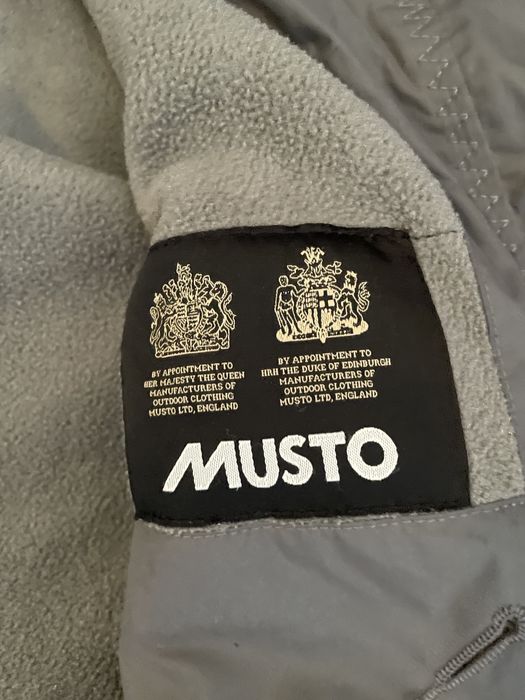 BY APPOINTMENT TO
HER MAJESTY THE QUEEN
MANUFACTURERS OF
OUTDOOR CLOTHING
MUSTO LTD, ENGLAND
BY APPOINTMENT TO
HRH THE DUKE OF EDINBURGH
MANUFACTURERS OF
OUTDOOR CLOTHING
MUSTO LTD, ENGLAND
MUSTO